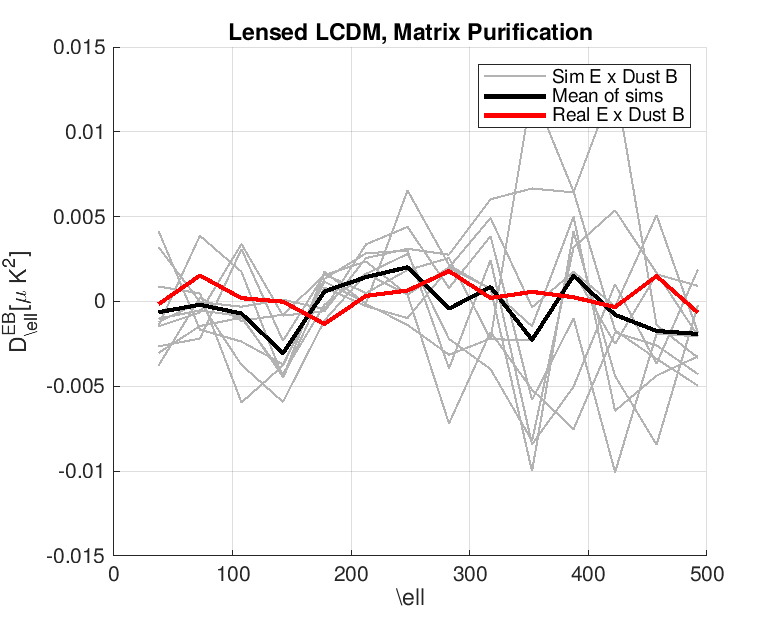 Lensed LCDM, Matrix Purification
0.015
0.01
0.005
0
-0.005
-0.01
-0.015
D^{EB}_{\ell}[μ K^2]
Sim E x Dust B
Mean of sims
Real E x Dust B
0 100 200 300 400 500
\ell